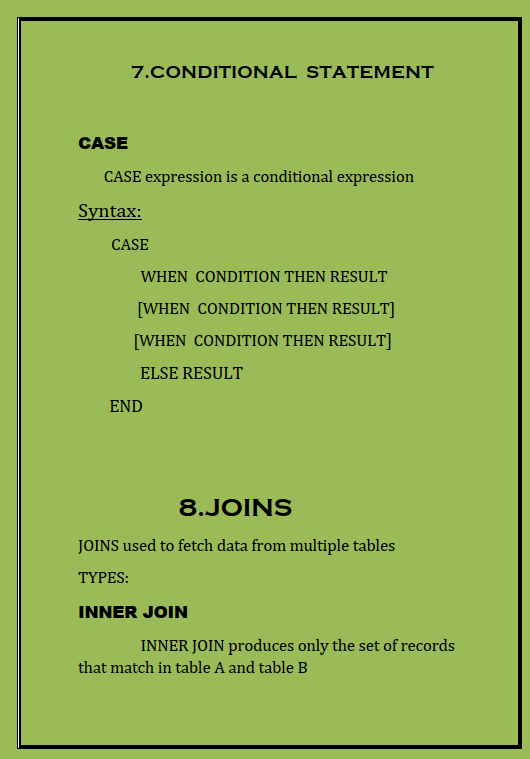 7.CONDITIONAL STATEMENT
CASE
CASE expression is a conditional expression
Syntax:
CASE
WHEN CONDITION THEN RESULT
[WHEN CONDITION THEN RESULT]
[WHEN CONDITION THEN RESULT]
ELSE RESULT
END
8.JOINS
JOINS used to fetch data from multiple tables
TYPES:
INNER JOIN
INNER JOIN produces only the set of records
that match in table A and table B